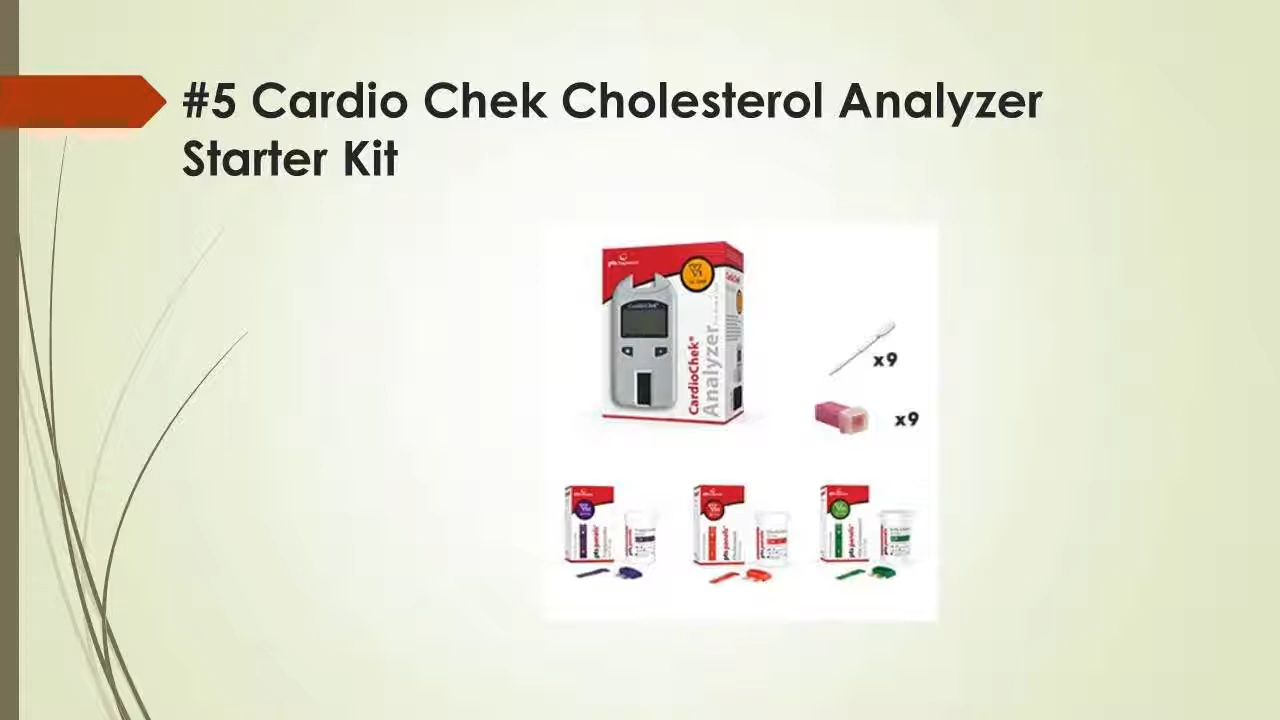 #5 Cardio Chek Cholesterol Analyzer
Starter Kit
CardioChek®
Analyzer
x9
x9